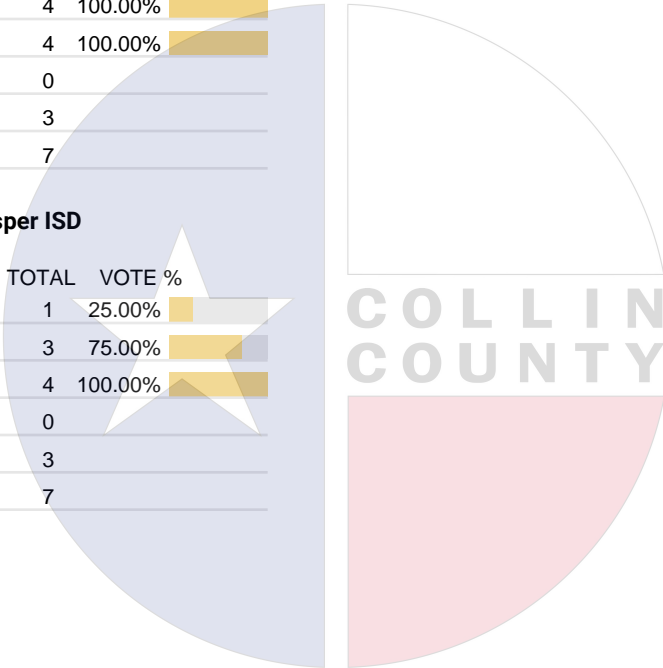 4 100.00%
4 100.00%
0
3
7
sper ISD
TOTAL VOTE %
1 25.00%
3 75.00%
4 100.00%
0
3
7
COLLIN
COUNTY